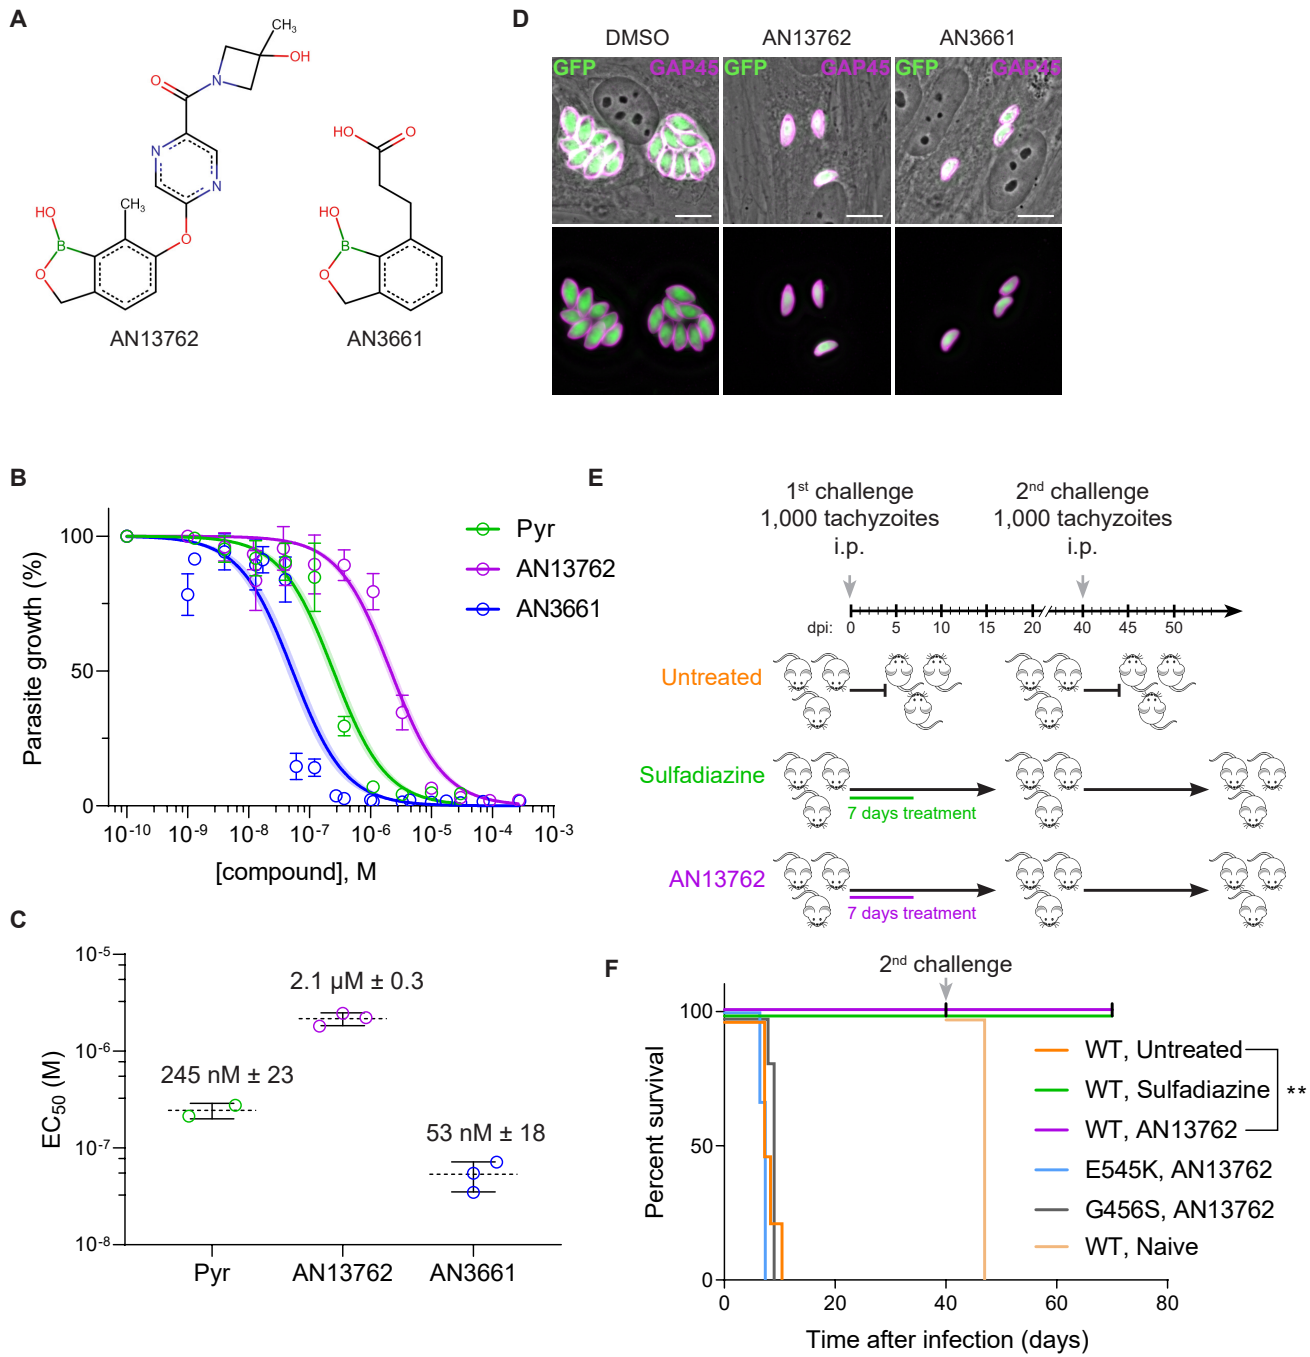 A
CH3
OH
N
O
N
N
CH3
HO
B
O
O
AN13762
HO
O
HO
B
O
AN3661
D
DMSO
AN13762
AN3661
GFP
GAP45
GFP
GAP45
GFP
GAP45
B
Parasite growth (%)
100
50
0
10-10
10-9
10-8
10-7
10-6
10-5
10-4
10-3
[compound], M
Pyr
AN13762
AN3661
C
EC50 (M)
10-5
10-6
10-7
10-8
245 nM ± 23
2.1 µM ± 0.3
53 nM ± 18
Pyr
AN13762
AN3661
E
1st challenge
1,000 tachyzoites
i.p.
2nd challenge
1,000 tachyzoites
i.p.
dpi:
0
5
10
15
20
40
45
50
Untreated
Sulfadiazine
7 days treatment
AN13762
7 days treatment
F
2nd challenge
Percent survival
100
50
0
0
20
40
60
80
Time after infection (days)
WT, Untreated
WT, Sulfadiazine
WT, AN13762
E545K, AN13762
G456S, AN13762
WT, Naive
**